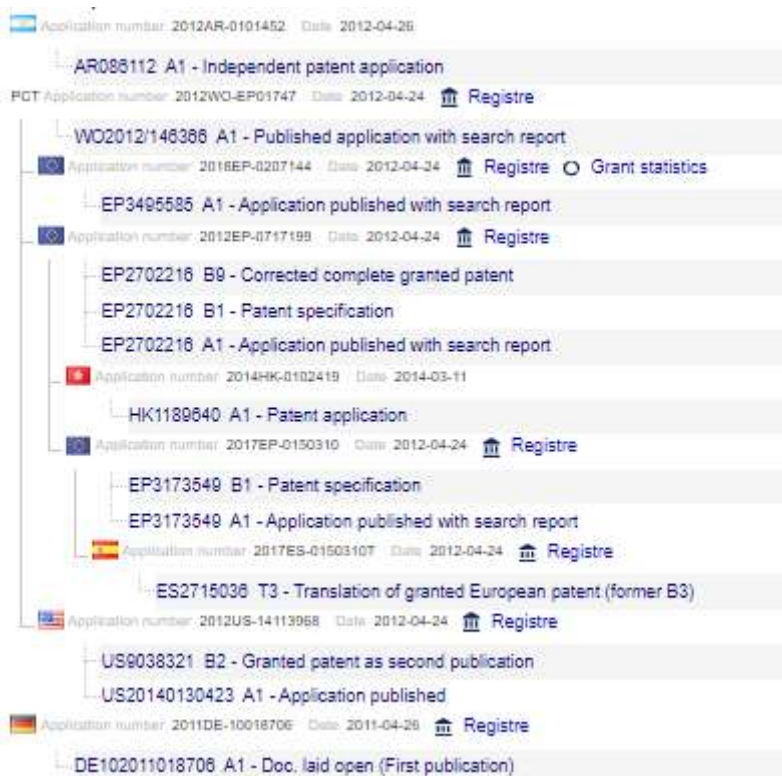 Application number 2012AR-0101452 Date 2012-04-26
AR086112 A1 - Independent patent application
PCT Application number 2012WO-EP01747 Date 2012-04-24 Registre
WO2012/146366 A1 - Published application with search report
Application number 2018EP-0207144 Date 2012-04-24 Registre Grant statistics
EP3495585 A1 - Application published with search report
Application number 2012EP-0717199 Date 2012-04-24 Registre
EP2702216 B9 - Corrected complete granted patent
EP2702216 B1 - Patent specification
EP2702216 A1 - Application published with search report
Application number 2014HK-0102419 Date 2014-03-11
HK1189640 A1 - Patent application
Application number 2017EP-0150310 Date 2012-04-24 Registre
EP3173549 B1 - Patent specification
EP3173549 A1 - Application published with search report
Application number 2017ES-0150310T Date 2012-04-24 Registre
ES2715036 T3 - Translation of granted European patent (former B3)
Application number 2012US-14113968 Date 2012-04-24 Registre
US9038321 B2 - Granted patent as second publication
US20140130423 A1 - Application published
Application number 2011DE-10018706 Date 2011-04-26 Registre
DE102011018706 A1 - Doc. laid open (First publication)